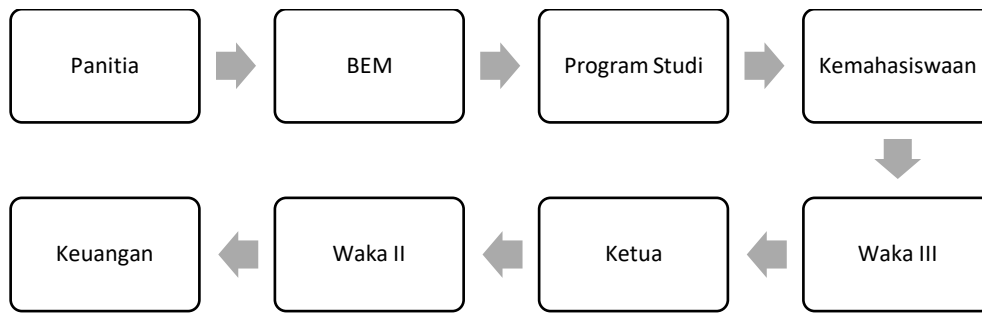 Panitia
BEM
Program Studi
Kemahasiswaan
Waka III
Ketua
Waka II
Keuangan